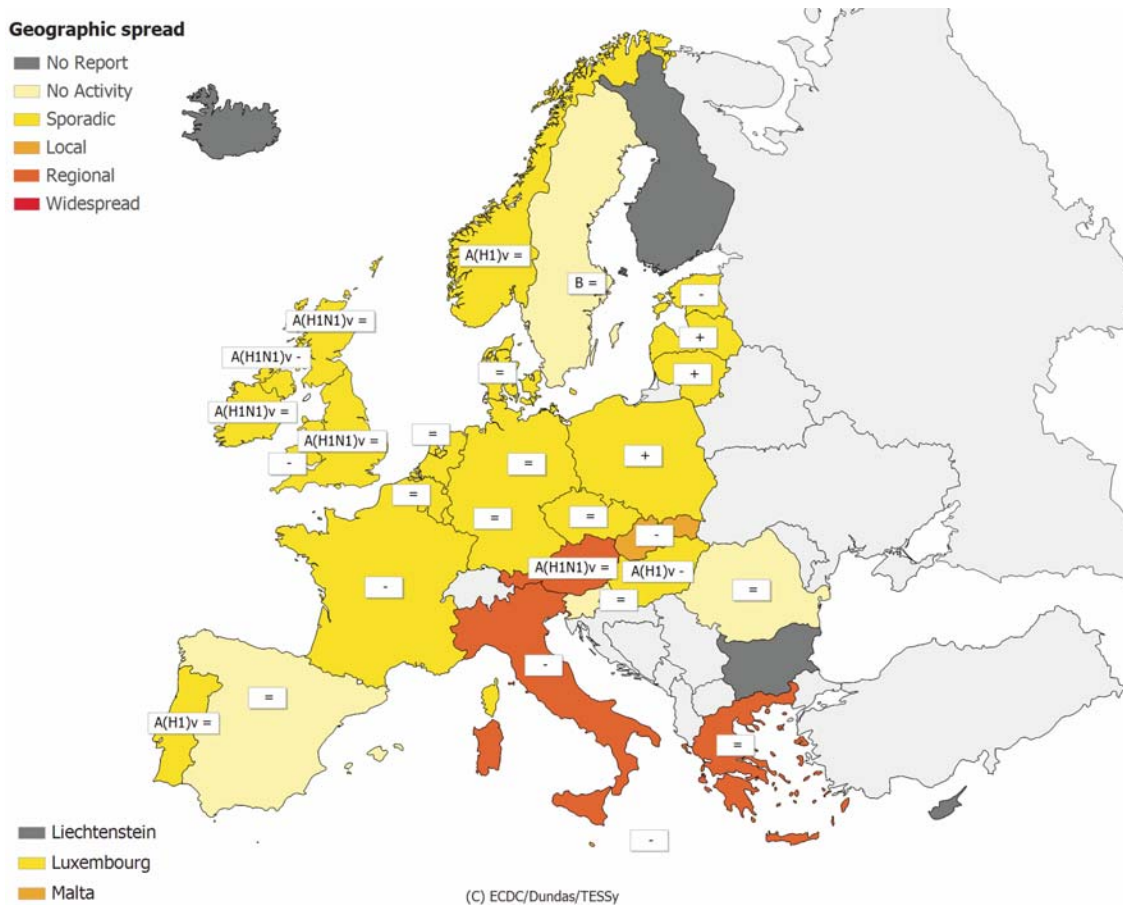 Geographic spread
No Report
No Activity
Sporadic
Local
Regional
Widespread
A(H1)v =
B =
-
A(H1N1)v =
+
A(H1N1)v -
=
+
A(H1N1)v =
=
A(H1N1)v =
+
-
=
=
=
=
-
A(H1N1)v =
A(H1)v -
-
=
=
-
=
A(H1)v =
=
-
Liechtenstein
Luxembourg
Malta
(C) ECDC/Dundas/TESSy